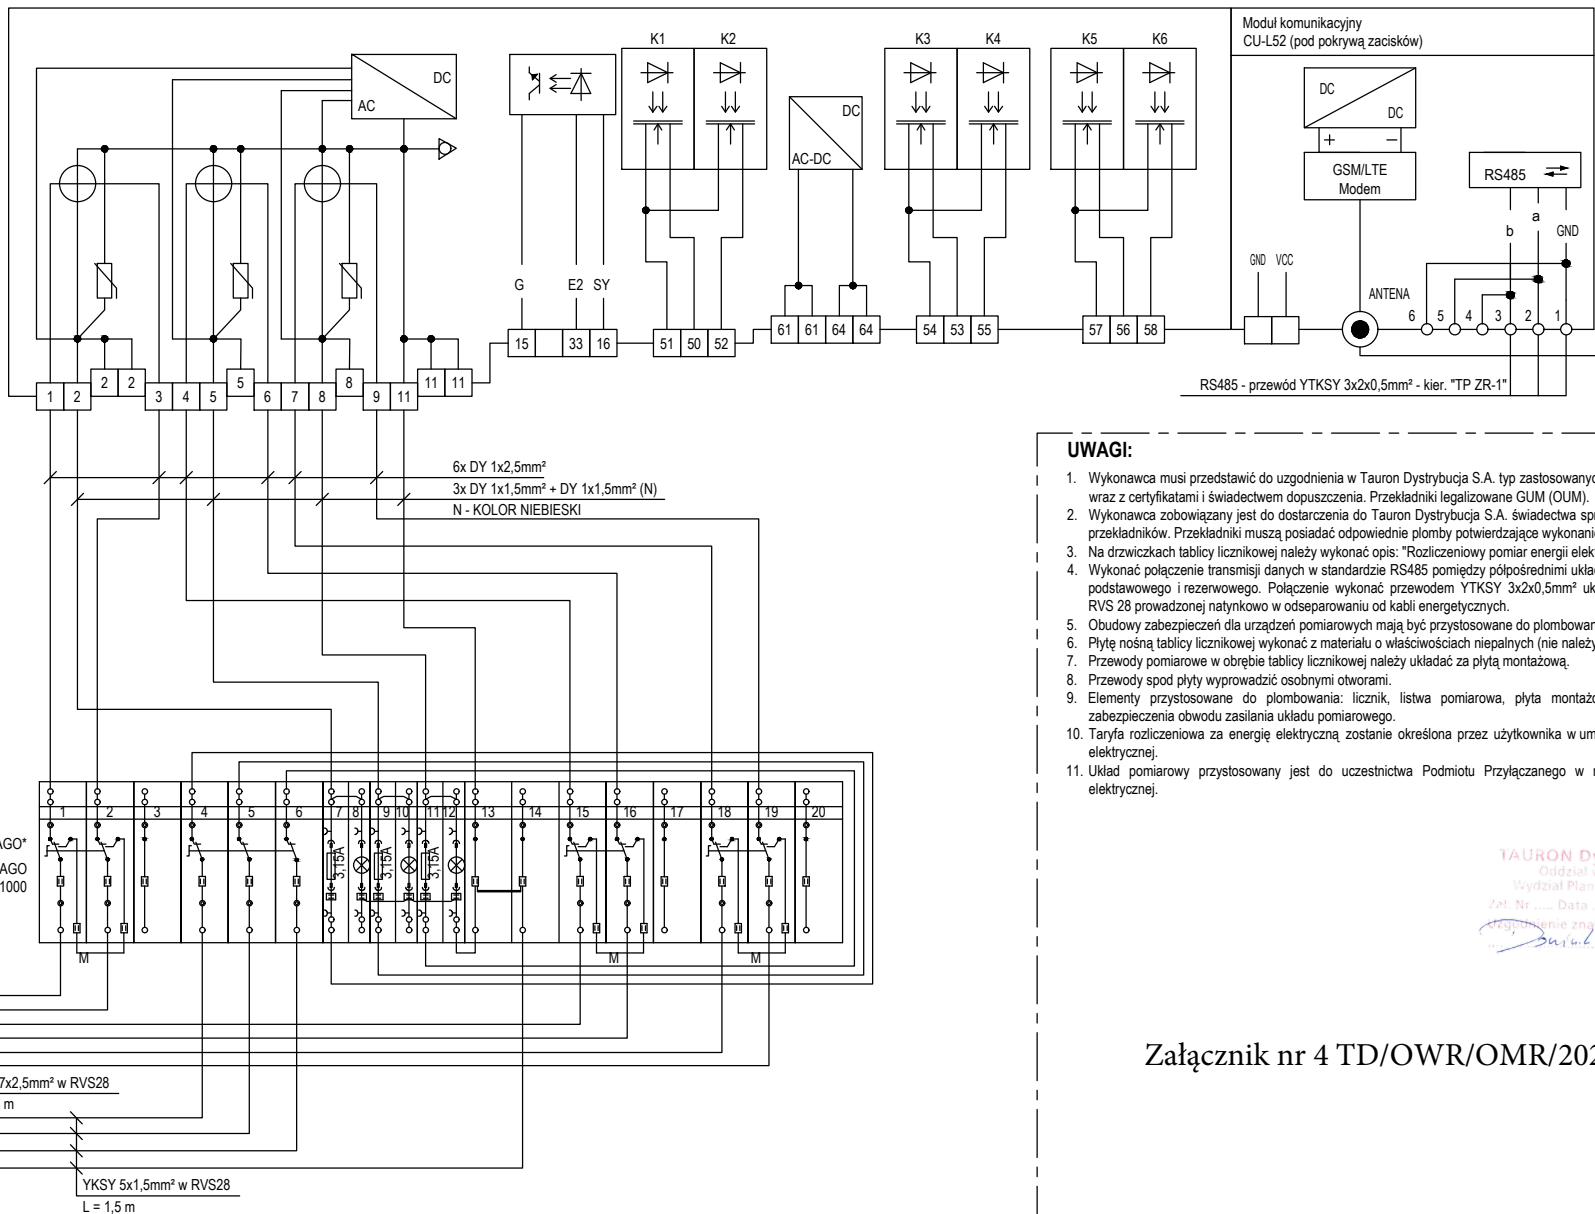 Moduł komunikacyjny
CU-L52 (pod pokrywą zacisków)
K1 K2 K3 K4 K5 K6
DC
AC
DC
AC-DC
DC
DC
+ −
GSM/LTE
Modem
RS485
b a GND
G E2 SY
GND VCC
ANTENA
6 5 4 3 2 1
15 33 16 51 50 52 61 61 64 64 54 53 55 57 56 58
2 2 5 8 11 11
1 2 3 4 5 6 7 8 9 11
RS485 - przewód YTKSY 3x2x0,5mm² - kier. "TP ZR-1"
6x DY 1x2,5mm²
3x DY 1x1,5mm² + DY 1x1,5mm² (N)
N - KOLOR NIEBIESKI
UWAGI:
1. Wykonawca musi przedstawić do uzgodnienia w Tauron Dystrybucja S.A. typ zastosowanyc
wraz z certyfikatami i świadectwem dopuszczenia. Przekładniki legalizowane GUM (OUM).
2. Wykonawca zobowiązany jest do dostarczenia do Tauron Dystrybucja S.A. świadectwa spr
przekładników. Przekładniki muszą posiadać odpowiednie plomby potwierdzające wykonanie
3. Na drzwiczkach tablicy licznikowej należy wykonać opis: "Rozliczeniowy pomiar energii elek
4. Wykonać połączenie transmisji danych w standardzie RS485 pomiędzy półpośrednimi ukła
podstawowego i rezerwowego. Połączenie wykonać przewodem YTKSY 3x2x0,5mm² uk
RVS 28 prowadzonej natynkowo w odseparowaniu od kabli energetycznych.
5. Obudowy zabezpieczeń dla urządzeń pomiarowych mają być przystosowane do plombowan
6. Płytę nośną tablicy licznikowej wykonać z materiału o właściwościach niepalnych (nie należy
7. Przewody pomiarowe w obrębie tablicy licznikowej należy układać za płytą montażową.
8. Przewody spod płyty wyprowadzić osobnymi otworami.
9. Elementy przystosowane do plombowania: licznik, listwa pomiarowa, płyta montażo
zabezpieczenia obwodu zasilania układu pomiarowego.
10. Taryfa rozliczeniowa za energię elektryczną zostanie określona przez użytkownika w um
elektrycznej.
11. Układ pomiarowy przystosowany jest do uczestnictwa Podmiotu Przyłączanego w r
elektrycznej.
1 2 3 4 5 6 7 8 9 10 11 12 13 14 15 16 17 18 19 20
AGO*
AGO
1000
3,15A 3,15A 3,15A
M M M
TAURON Dy
Oddział
Wydział Plan
Zał. Nr ..... Data
Uzgodnienie zna
7x2,5mm² w RVS28
m
YKSY 5x1,5mm² w RVS28
L = 1,5 m
Załącznik nr 4 TD/OWR/OMR/202